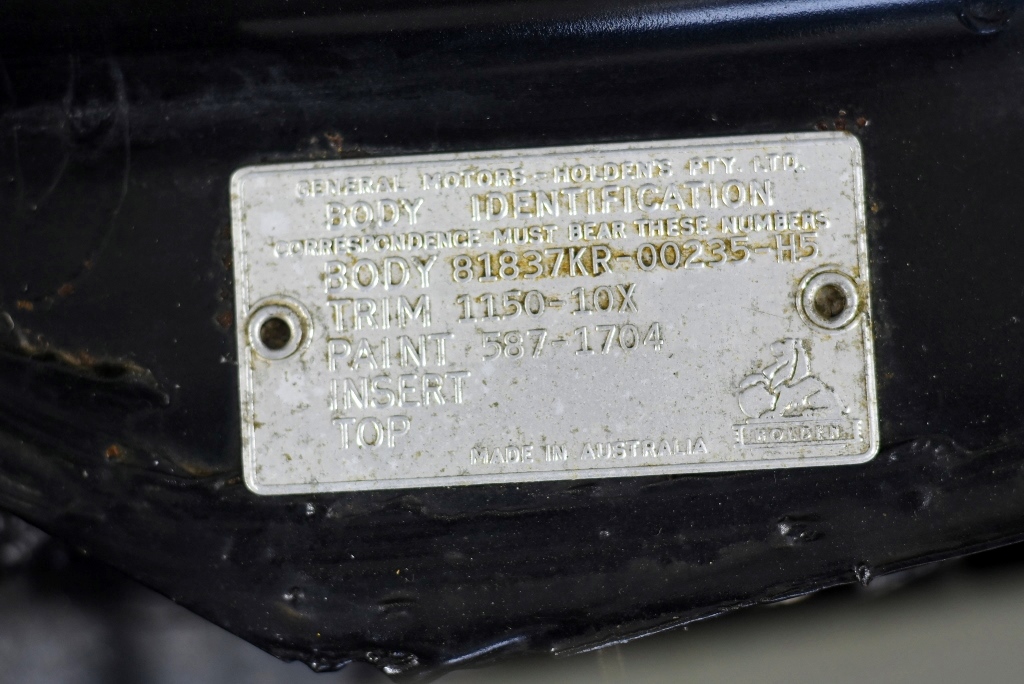 GENERAL MOTORS-HOLDEN'S PTY. LTD.
BODY IDENTIFICATION
CORRESPONDENCE MUST BEAR THESE NUMBERS
BODY 81837KR-00235-H5
TRIM 1150-10X
PAINT 587-1704
INSERT
TOP
MADE IN AUSTRALIA
HOLDEN